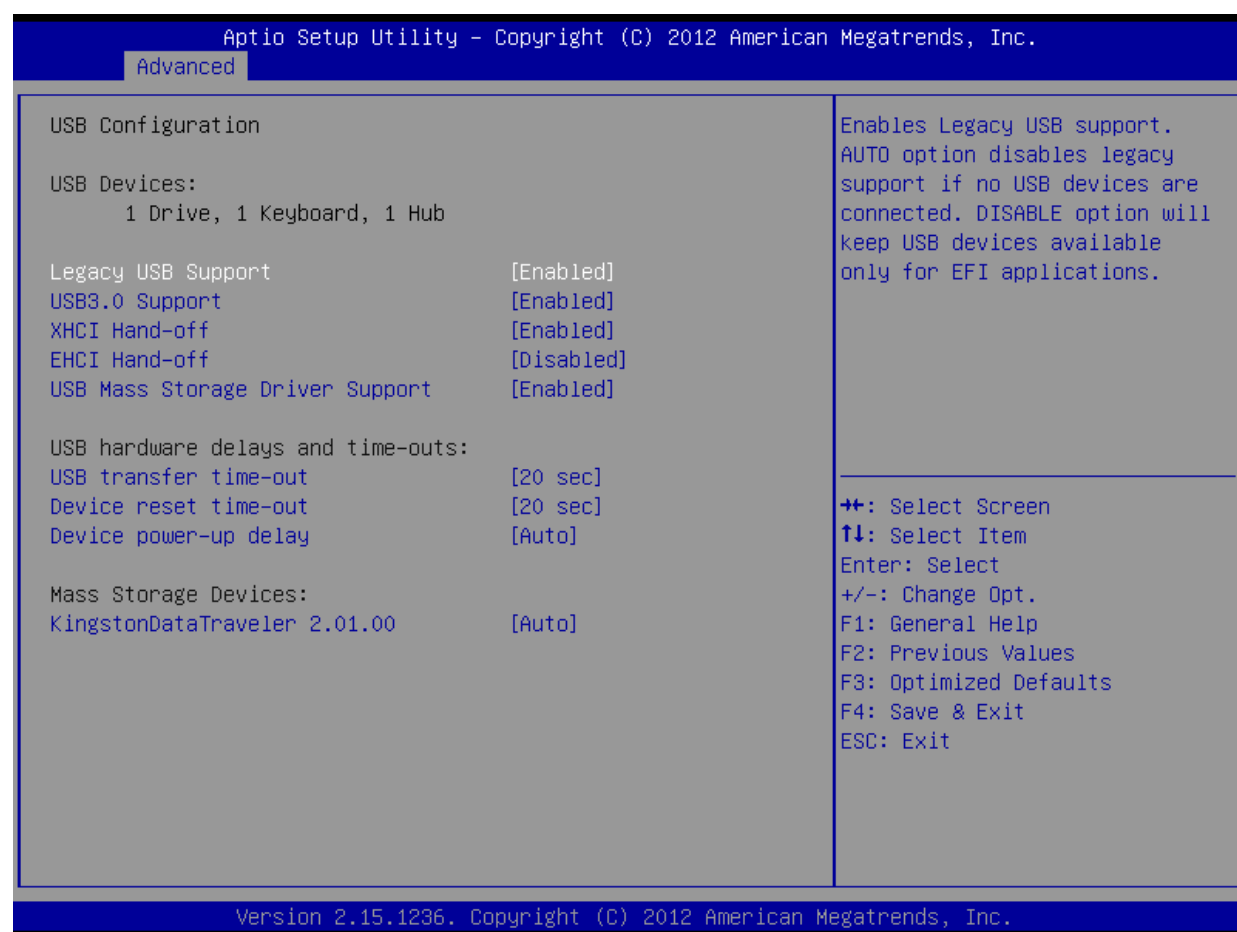 Aptio Setup Utility – Copyright (C) 2012 American Megatrends, Inc.
Advanced
USB Configuration
USB Devices:
1 Drive, 1 Keyboard, 1 Hub
Legacy USB Support [Enabled]
USB3.0 Support [Enabled]
XHCI Hand-off [Enabled]
EHCI Hand-off [Disabled]
USB Mass Storage Driver Support [Enabled]
USB hardware delays and time-outs:
USB transfer time-out [20 sec]
Device reset time-out [20 sec]
Device power-up delay [Auto]
Mass Storage Devices:
KingstonDataTraveler 2.01.00 [Auto]
Enables Legacy USB support.
AUTO option disables legacy
support if no USB devices are
connected. DISABLE option will
keep USB devices available
only for EFI applications.
→←: Select Screen
↑↓: Select Item
Enter: Select
+/-: Change Opt.
F1: General Help
F2: Previous Values
F3: Optimized Defaults
F4: Save & Exit
ESC: Exit
Version 2.15.1236. Copyright (C) 2012 American Megatrends, Inc.